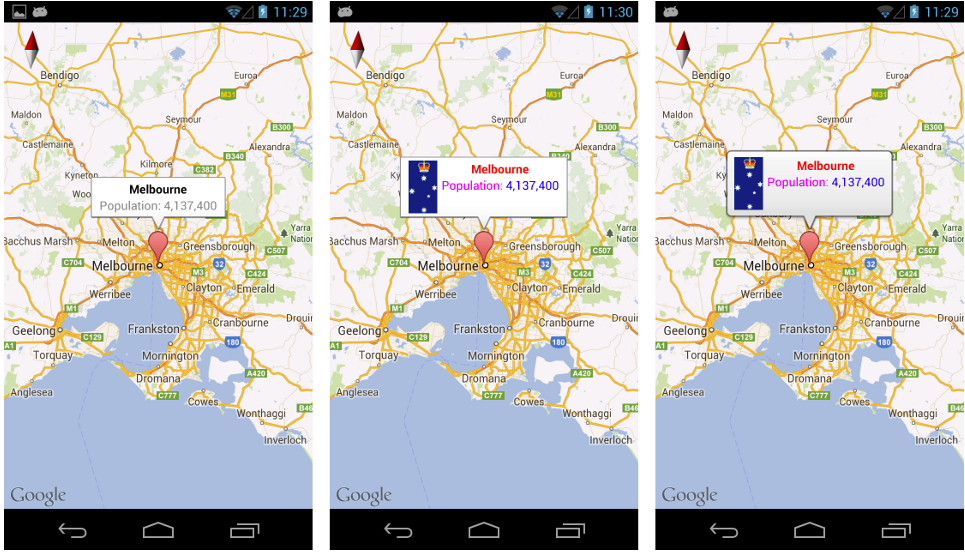 11:29
Bendigo
Euroa
M31
Maldon
Seymour
B300
Castlemaine
Alexandra
B340
Kilmore
C382
Kyneton
Woo
Melbourne
Population: 4,137,400
Yarra
Nation
Bacchus Marsh
Melton
Greensborough
C507
C704
Melbourne
32
M3
C424
Werribee
Clayton
Emerald
M1
Geelong
Frankston
Cranbourne
Drouin
A1
C129
180
Torquay
Mornington
A420
Dromana
Anglesea
C777
Cowes
B46
Wonthaggi
Inverloch
Google
11:30
Bendigo
Euroa
M31
Maldon
Seymour
B300
Castlemaine
Alexandra
Melbourne
Population: 4,137,400
Yarra
Nation
Bacchus Marsh
Melton
Greensborough
C507
C704
Melbourne
32
M3
C424
Werribee
Clayton
Emerald
M1
Geelong
Frankston
Cranbourne
A1
C129
180
Torquay
Mornington
A420
Dromana
Anglesea
C777
Cowes
B46
Wonthaggi
Inverloch
Google
11:29
Bendigo
Euroa
M31
Maldon
Seymour
B300
Castlemaine
Alexandra
Melbourne
Population: 4,137,400
Yarra
Nation
Bacchus Marsh
Melton
Greensborough
C507
C704
Melbourne
32
M3
C424
Werribee
Clayton
Emerald
M1
Geelong
Frankston
Cranbourne
A1
C129
180
Torquay
Mornington
A420
Dromana
Anglesea
C777
Cowes
B46
Wonthaggi
Inverloch
Google